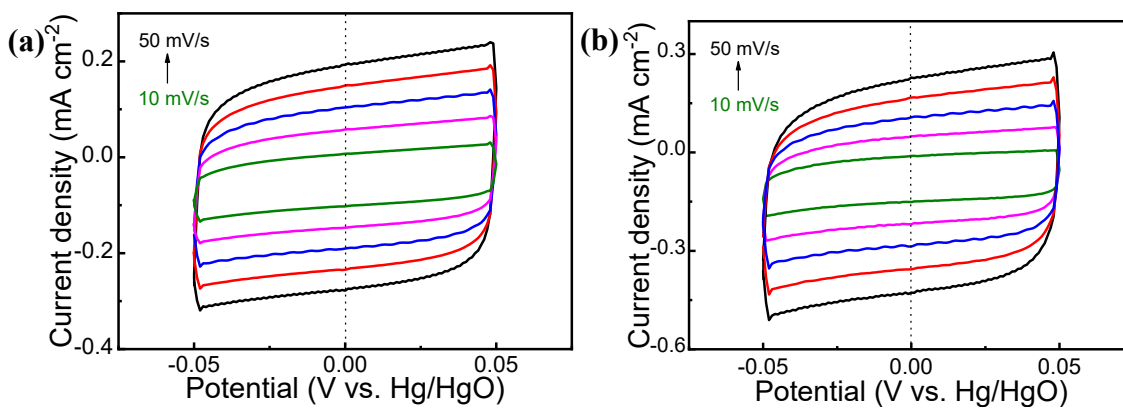 (a)
50 mV/s
10 mV/s
0.2
0.0
-0.2
-0.4
Current density (mA cm-2)
-0.05
0.00
0.05
Potential (V vs. Hg/HgO)
(b)
50 mV/s
10 mV/s
0.3
0.0
-0.3
-0.6
Current density (mA cm-2)
-0.05
0.00
0.05
Potential (V vs. Hg/HgO)